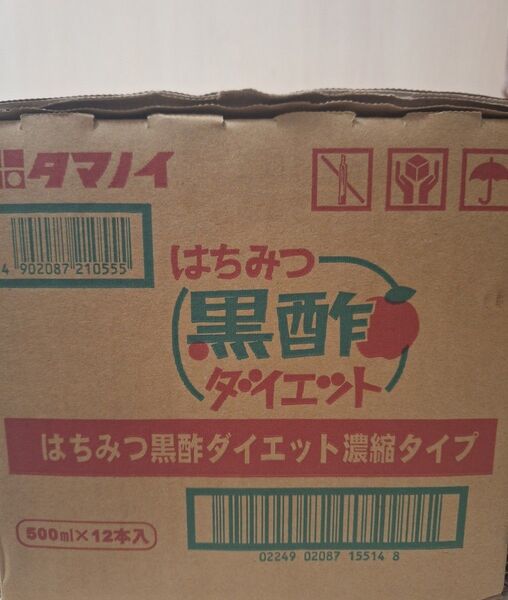 タマノイ
4 902087 210555
はちみつ
黒酢
ダイエット
はちみつ黒酢ダイエット濃縮タイプ
500ml×12本入
02249 02087 15514 8